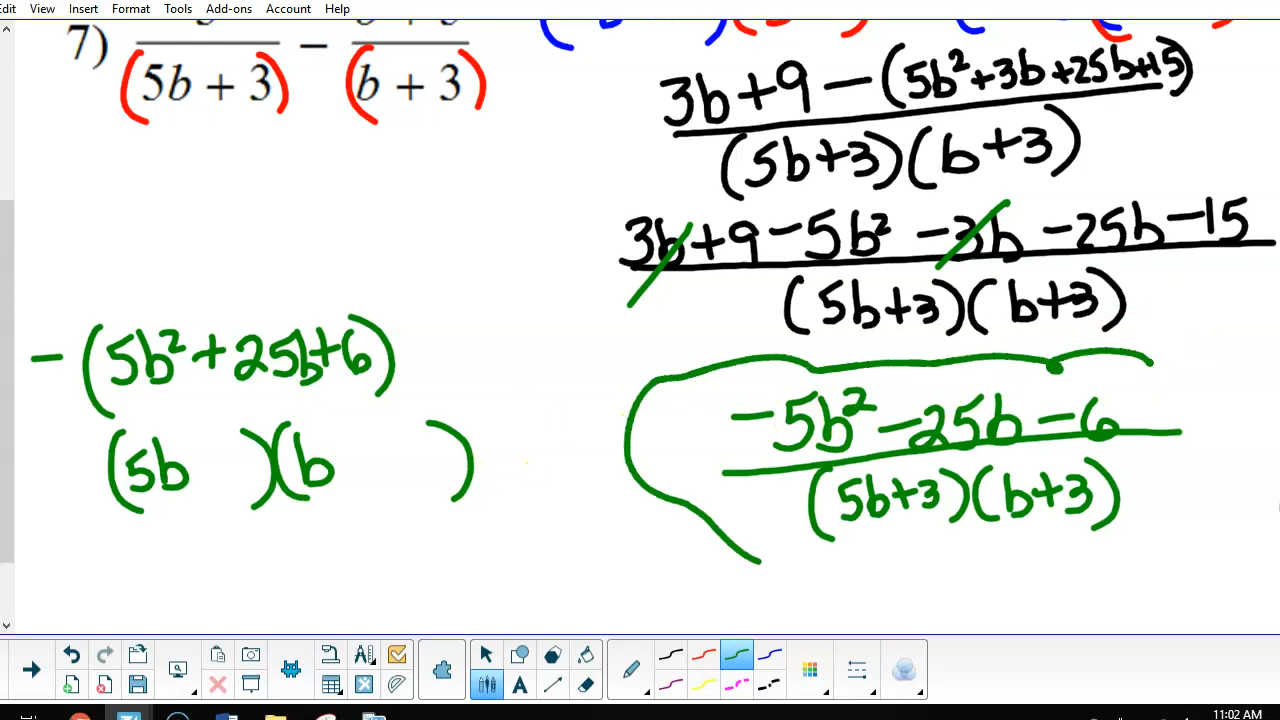 Edit View Insert Format Tools Add-ons Account Help
7)
(5b + 3) − (b + 3)
3b+9−(5b²+3b+25b+15)
(5b+3)(b+3)
3b+9−5b²−3b−25b−15
(5b+3)(b+3)
−(5b²+25b+6)
(5b )(b )
−5b²−25b−6
(5b+3)(b+3)
A
11:02 AM